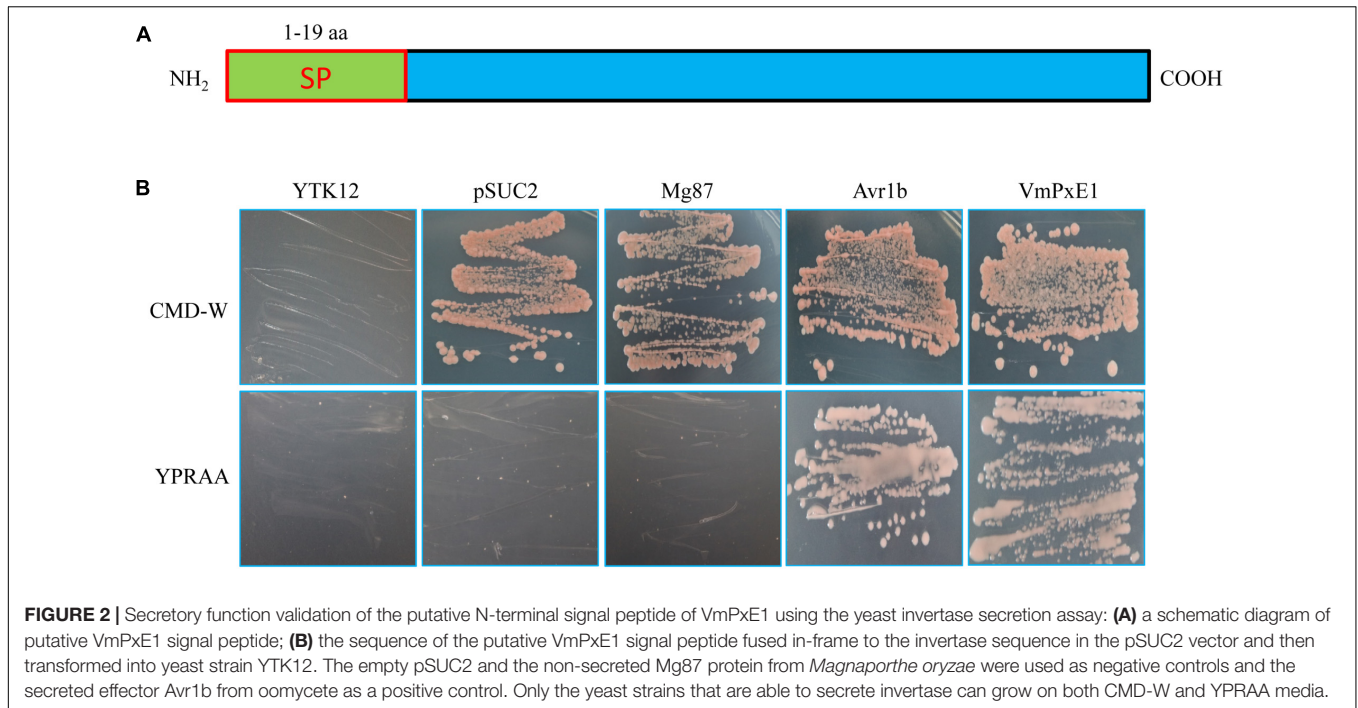 A
1-19 aa
NH2
SP
COOH
B
YTK12 pSUC2 Mg87 Avr1b VmPxE1
CMD-W
YPRAA
FIGURE 2 | Secretory function validation of the putative N-terminal signal peptide of VmPxE1 using the yeast invertase secretion assay: (A) a schematic diagram of
putative VmPxE1 signal peptide; (B) the sequence of the putative VmPxE1 signal peptide fused in-frame to the invertase sequence in the pSUC2 vector and then
transformed into yeast strain YTK12. The empty pSUC2 and the non-secreted Mg87 protein from Magnaporthe oryzae were used as negative controls and the
secreted effector Avr1b from oomycete as a positive control. Only the yeast strains that are able to secrete invertase can grow on both CMD-W and YPRAA media.